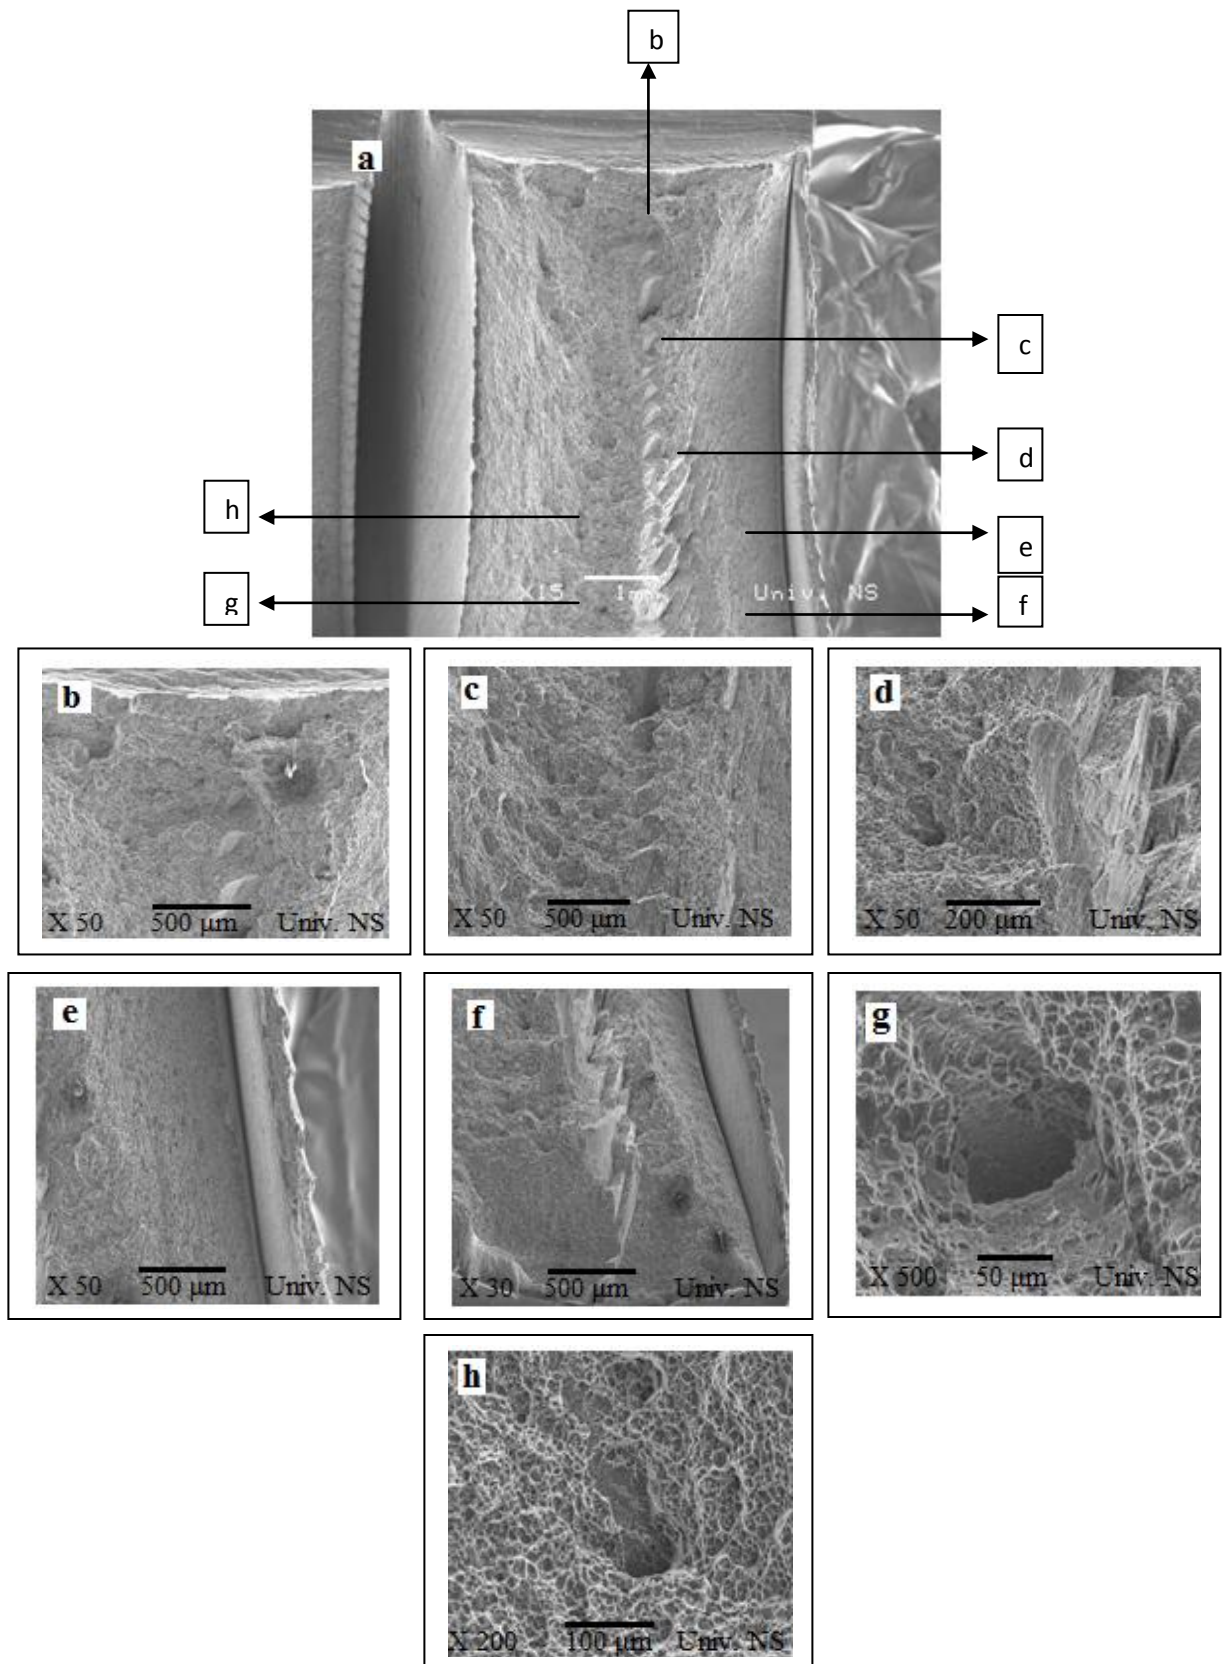 b
a
c
d
h
e
g
f
X15 1mm Univ. NS
b
X 50 500 μm Univ. NS
c
X 50 500 μm Univ. NS
d
X 50 200 μm Univ. NS
e
X 50 500 μm Univ. NS
f
X 30 500 μm Univ. NS
g
X 500 50 μm Univ. NS
h
X 200 100 μm Univ. NS